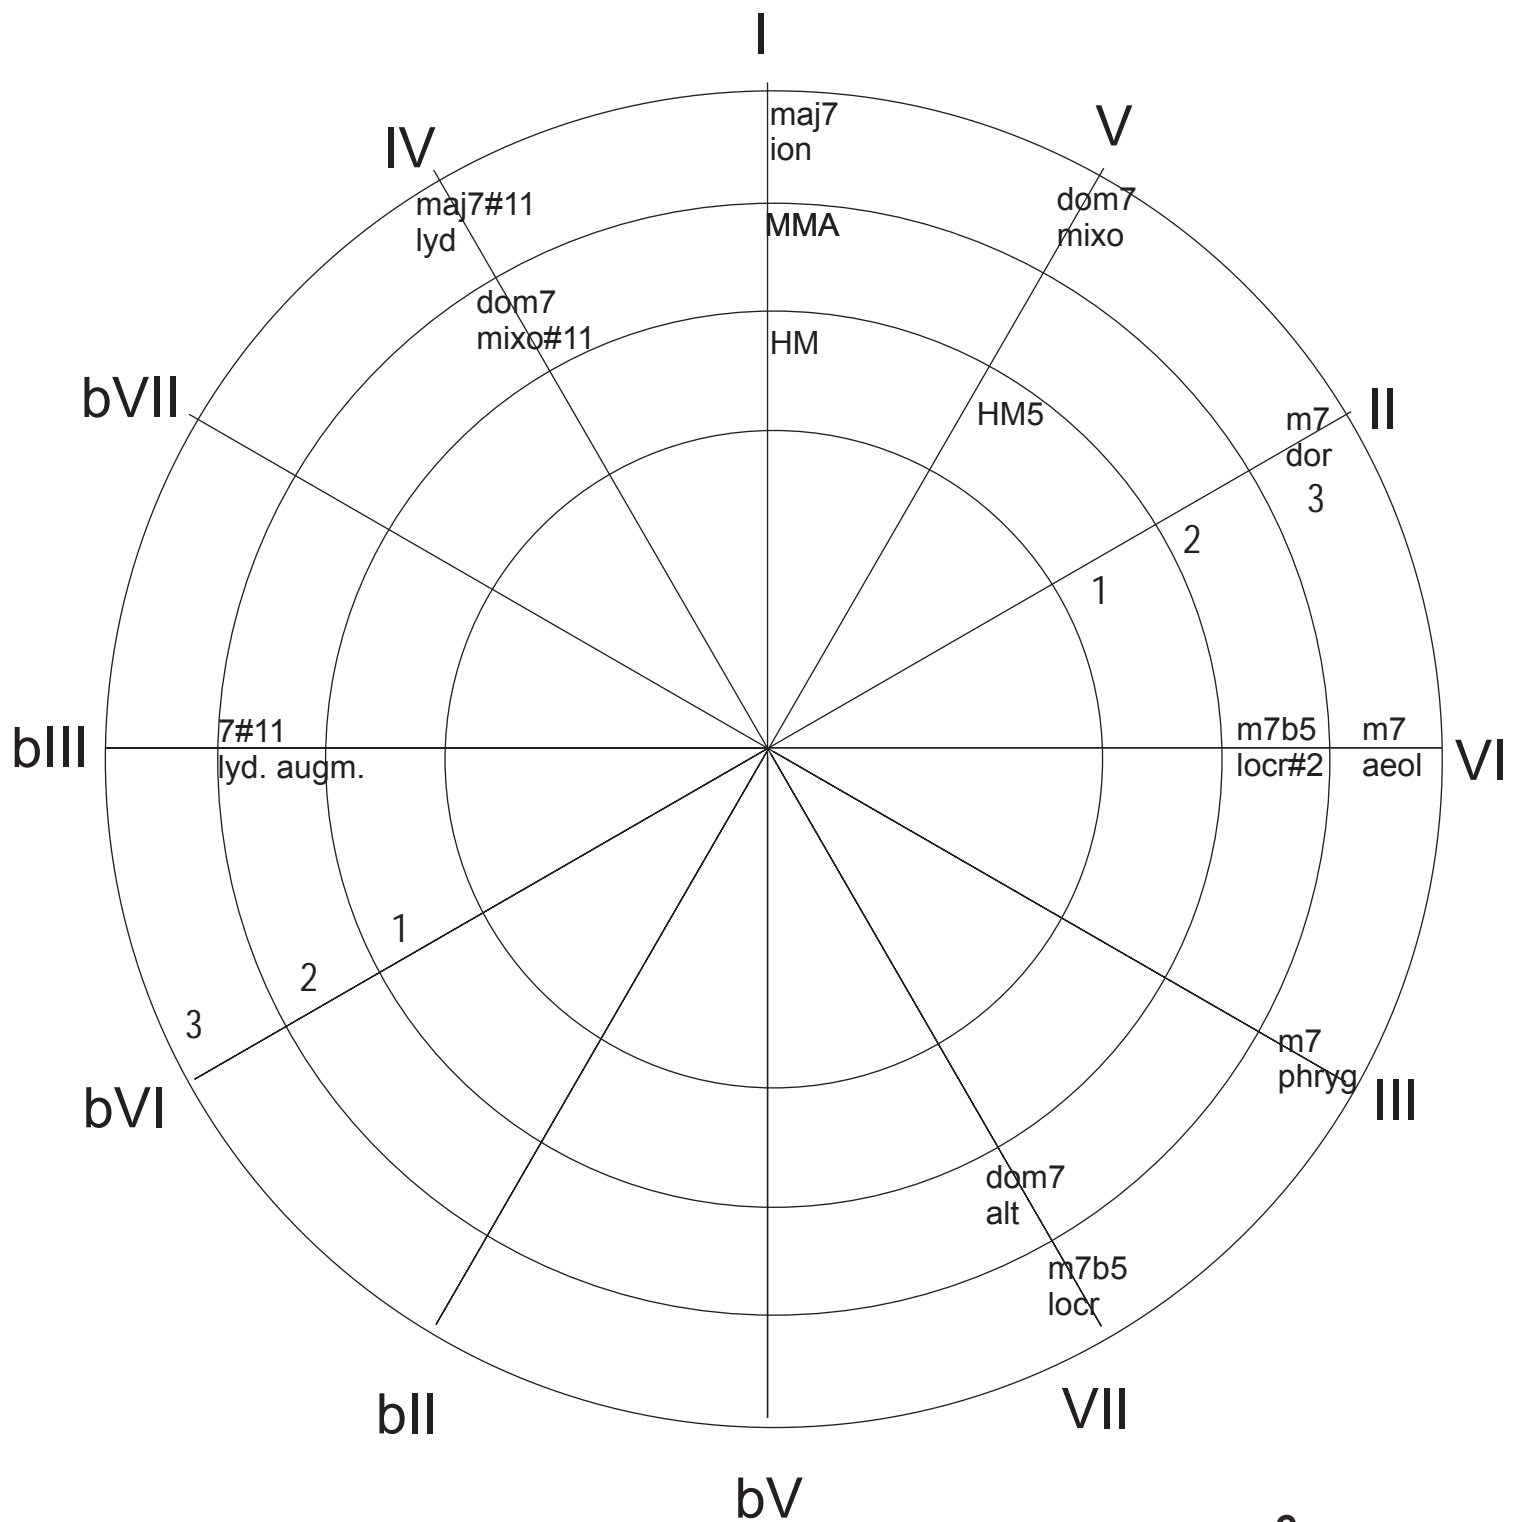 I
V
IV
maj7
ion
dom7
mixo
maj7#11
lyd
MMA
dom7
mixo#11
HM
HM5
bVII
II
m7
dor
3
2
1
bIII
7#11
lyd. augm.
m7b5
locr#2
m7
aeol
VI
1
2
3
bVI
m7
phryg
III
dom7
alt
m7b5
locr
bII
VII
bV